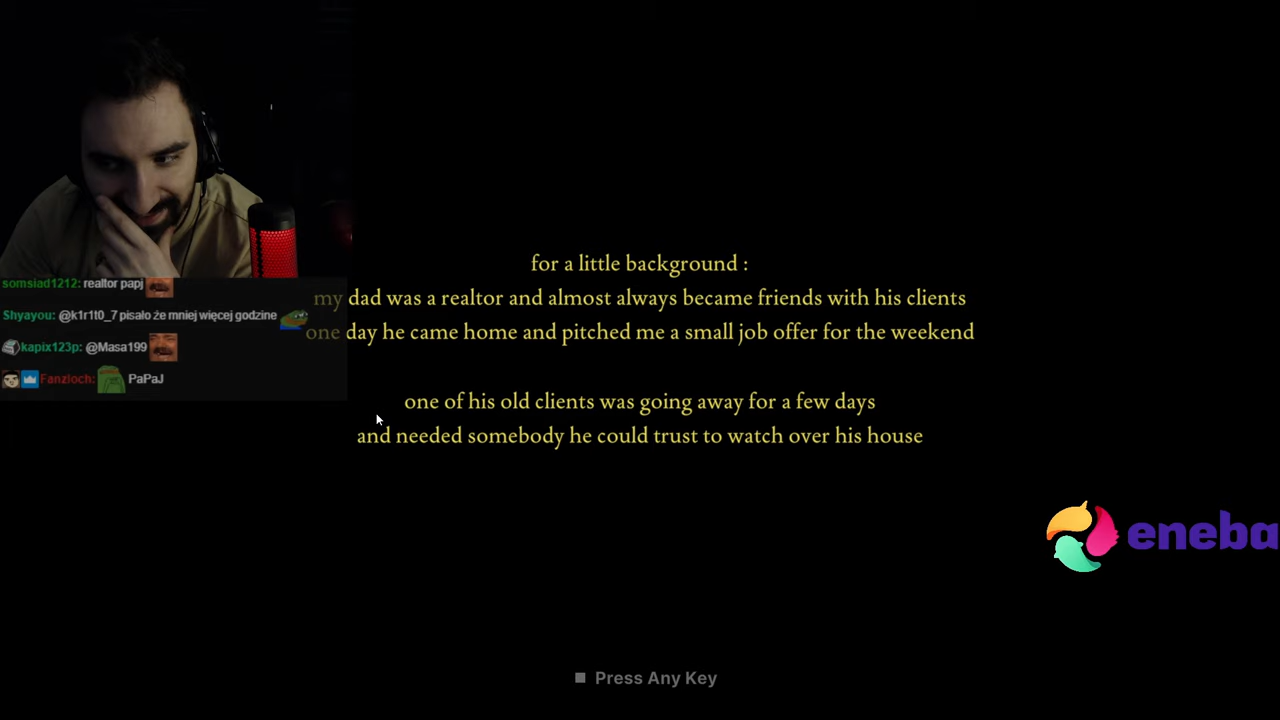 somsiad1212: realtor papj
Shyayou: @k1r1t0_7 pisało że mniej więcej godzine
kapix123p: @Masa199
Fanzloch: PaPaJ
for a little background :
my dad was a realtor and almost always became friends with his clients
one day he came home and pitched me a small job offer for the weekend
one of his old clients was going away for a few days
and needed somebody he could trust to watch over his house
eneba
Press Any Key